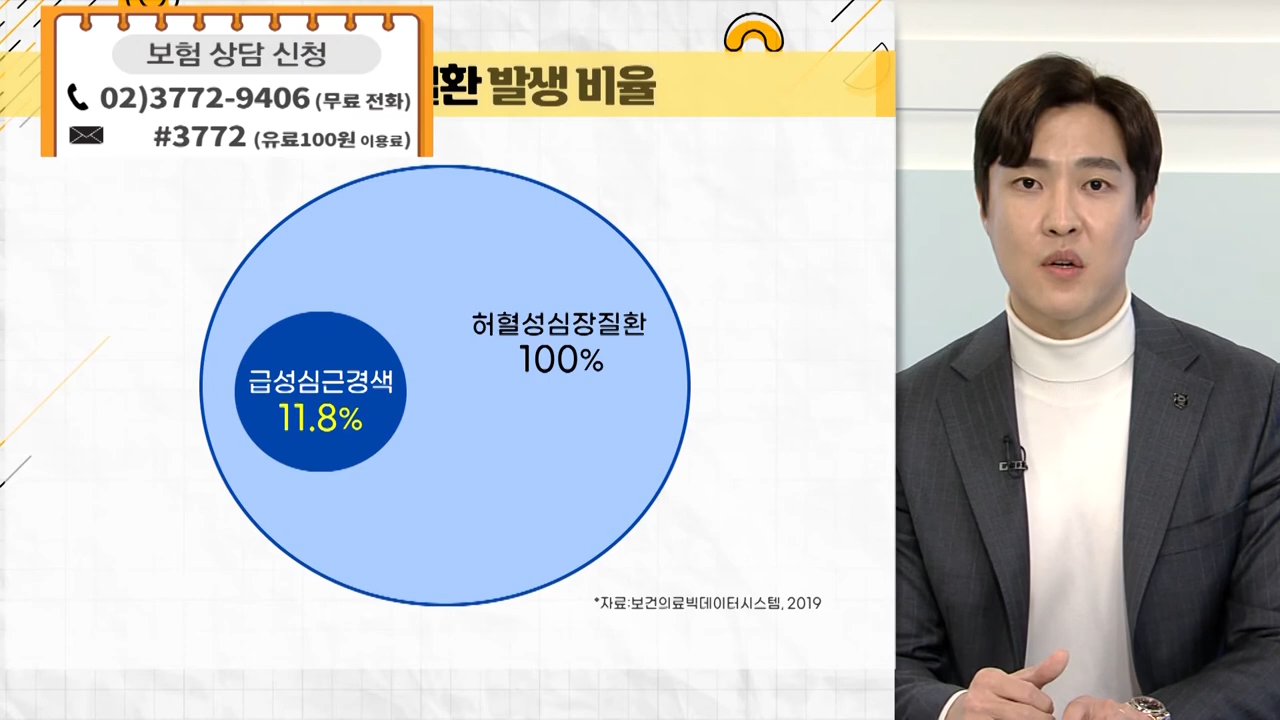 보험 상담 신청
02)3772-9406 (무료 전화)
#3772 (유료100원 이용료)
환 발생 비율
허혈성심장질환
100%
급성심근경색
11.8%
*자료:보건의료빅데이터시스템, 2019